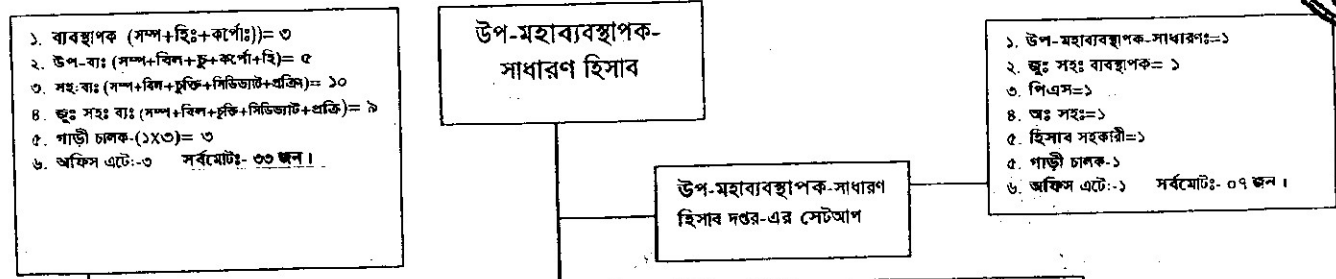 ১. ব্যবস্থাপক (সম্প+হিঃ+কর্পোঃ))= ৩
২. উপ-ব্যঃ (সম্প+বিল+চু+কর্পো+হি)= ৫
৩. সহঃব্যঃ (সম্প+বিল+চুক্তি+সিডিভ্যাট+প্রক্রি)= ১০
৪. জুঃ সহঃ ব্যঃ (সম্প+বিল+চুক্তি+সিডিভ্যাট+প্রক্রি)= ৯
৫. গাড়ী চালক-(১X৩)= ৩
৬. অফিস এটেঃ-৩ সর্বমোটঃ- ৩৩ জন।
উপ-মহাব্যবস্থাপক-
সাধারণ হিসাব
উপ-মহাব্যবস্থাপক-সাধারণ
হিসাব দপ্তর-এর সেটআপ
১. উপ-মহাব্যবস্থাপক-সাধারণঃ=১
২. জুঃ সহঃ ব্যবস্থাপক= ১
৩. পিএস=১
৪. অঃ সহঃ=১
৫. হিসাব সহকারী=১
৫. গাড়ী চালক-১
৬. অফিস এটেঃ-১ সর্বমোটঃ- ০৭ জন।